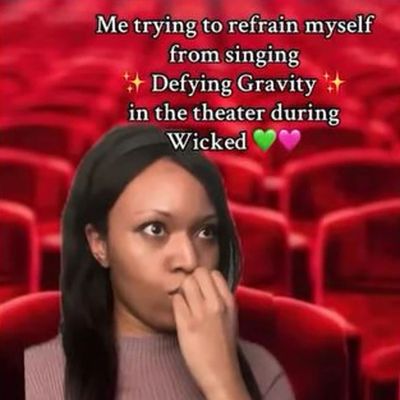 Me trying to refrain myself
from singing
✨ Defying Gravity ✨
in the theater during
Wicked 💚🩷